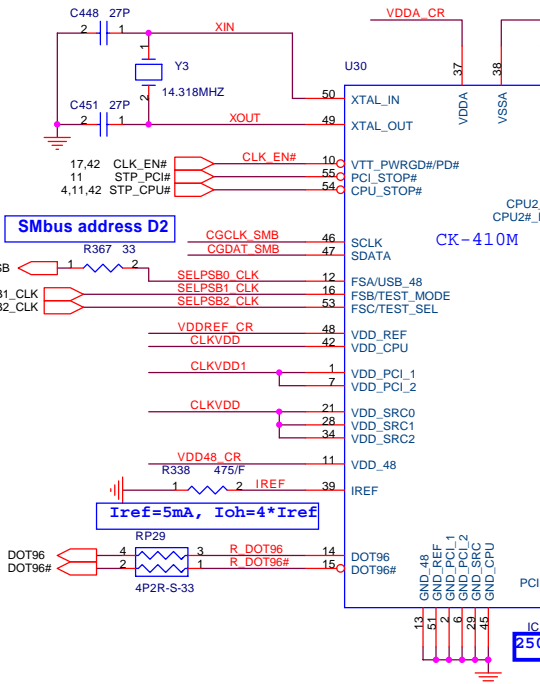 VDDA_CR
C448 27P
2 1
XIN
1
Y3
14.318MHZ
2
C451 27P
2 1
XOUT
U30
37
38
VDDA
VSSA
50 XTAL_IN
49 XTAL_OUT
17,42 CLK_EN# CLK_EN# 10 VTT_PWRGD#/PD#
11 STP_PCI# 55 PCI_STOP#
4,11,42 STP_CPU# 54 CPU_STOP#
CPU2_
CPU2#_
SMbus address D2
CK-410M
CGCLK_SMB 46 SCLK
CGDAT_SMB 47 SDATA
R367 33
SB 1 2
SELPSB0_CLK 12 FSA/USB_48
B1_CLK SELPSB1_CLK 16 FSB/TEST_MODE
B2_CLK SELPSB2_CLK 53 FSC/TEST_SEL
VDDREF_CR 48 VDD_REF
CLKVDD 42 VDD_CPU
CLKVDD1 1 VDD_PCI_1
7 VDD_PCI_2
CLKVDD 21 VDD_SRC0
28 VDD_SRC1
34 VDD_SRC2
VDD48_CR 11 VDD_48
R338 475/F
1 2 IREF 39 IREF
Iref=5mA, Ioh=4*Iref
RP29
DOT96 4 3 R_DOT96 14 DOT96
DOT96# 2 1 R_DOT96# 15 DOT96#
4P2R-S-33
GND_48
GND_REF
GND_PCI_1
GND_PCI_2
GND_SRC
GND_CPU
PCI
13
51
2
6
29
45
IC
250